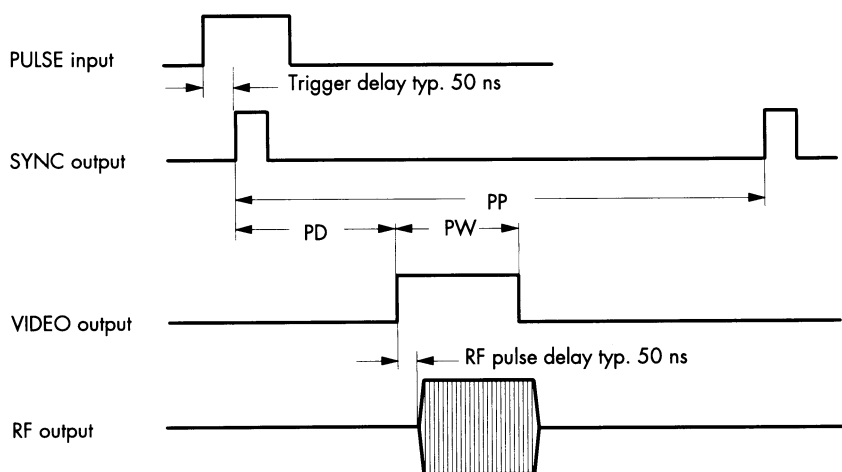 PULSE input
Trigger delay typ. 50 ns
SYNC output
PP
PD
PW
VIDEO output
RF pulse delay typ. 50 ns
RF output